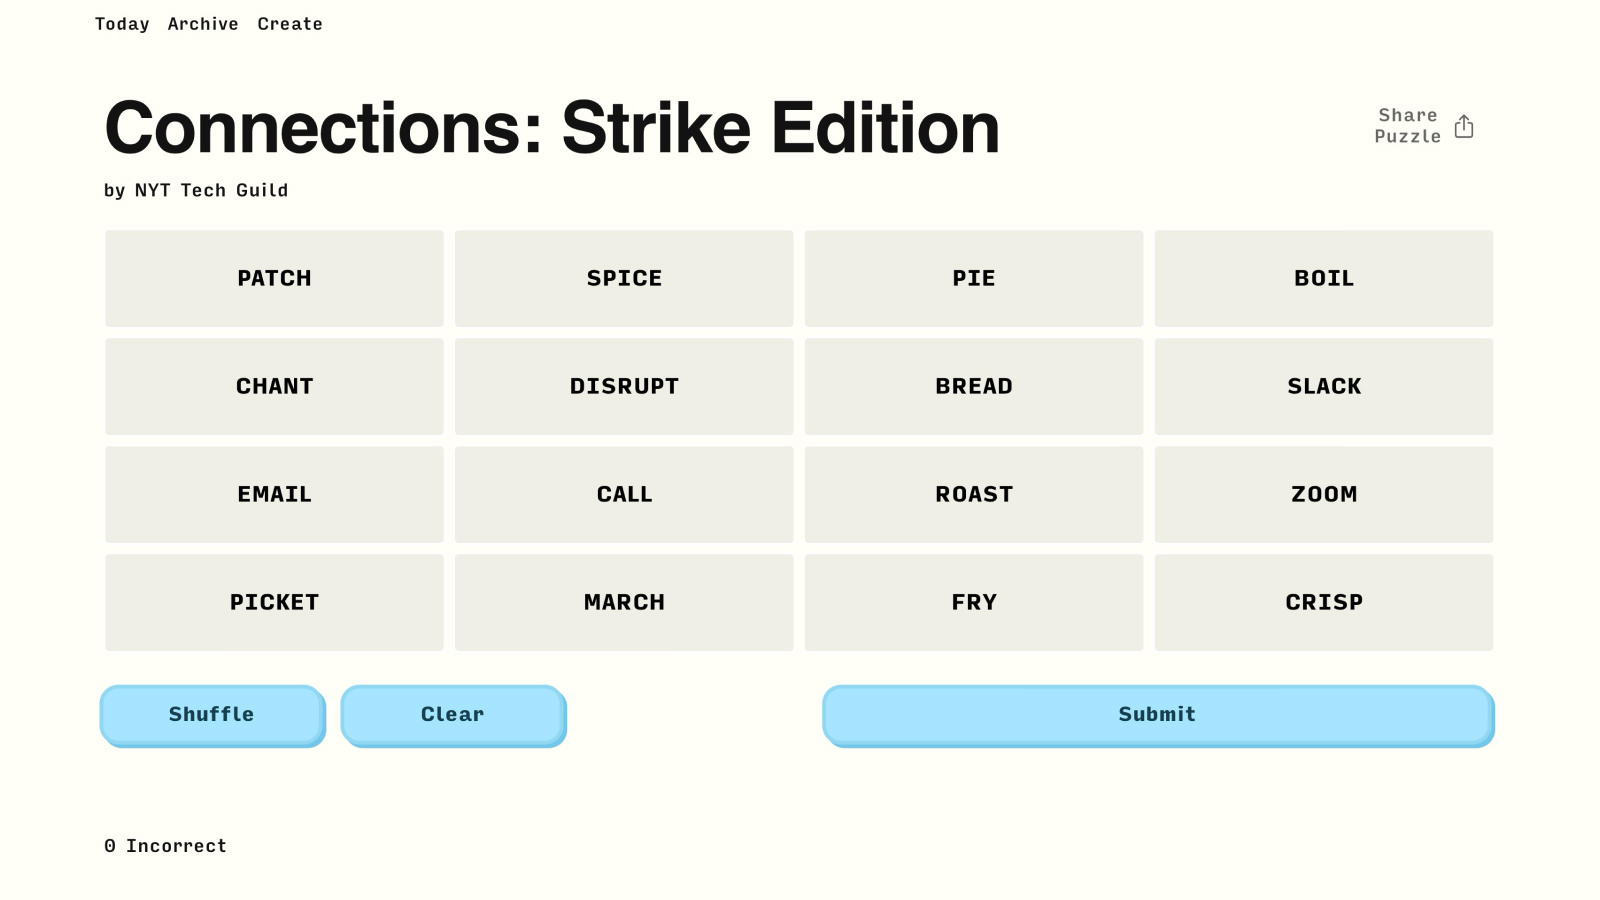 Today Archive Create
Connections: Strike Edition
Share
Puzzle
by NYT Tech Guild
PATCH SPICE PIE BOIL
CHANT DISRUPT BREAD SLACK
EMAIL CALL ROAST ZOOM
PICKET MARCH FRY CRISP
Shuffle Clear Submit
0 Incorrect